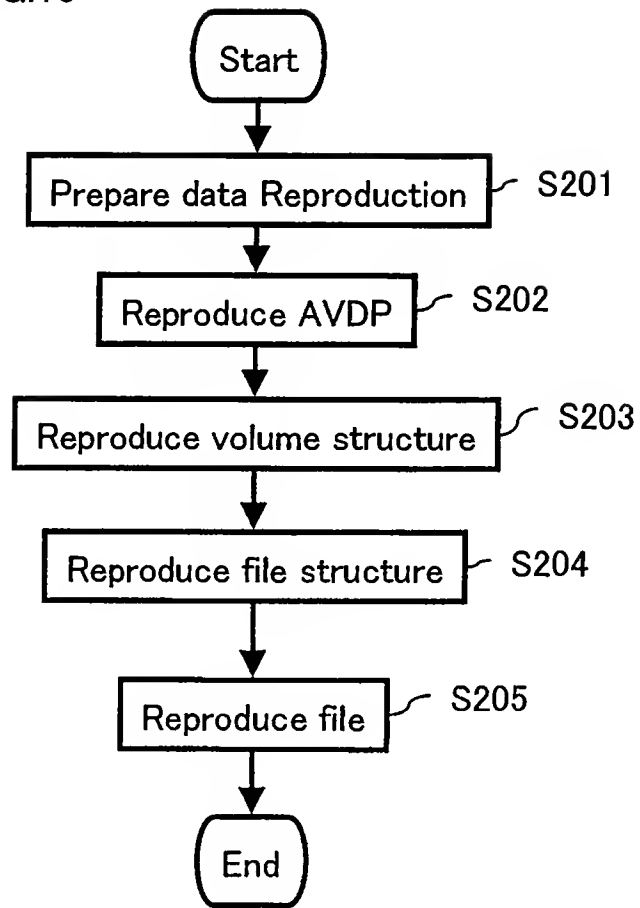 Start
Prepare data Reproduction S201
Reproduce AVDP S202
Reproduce volume structure S203
Reproduce file structure S204
Reproduce file S205
End